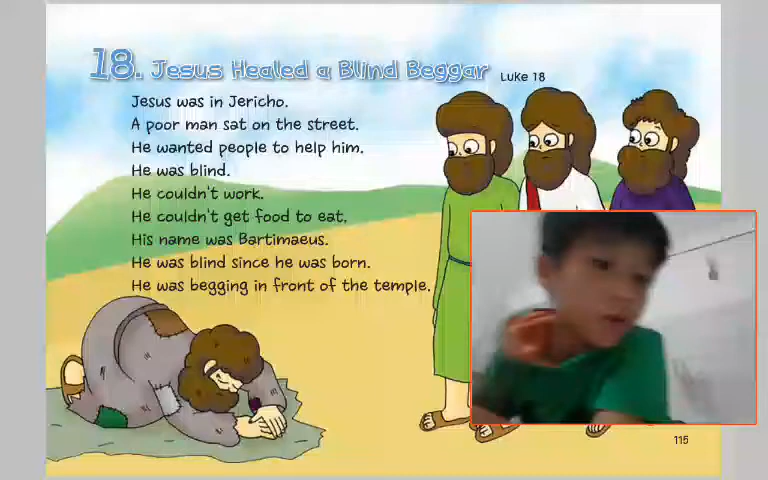 18. Jesus Healed a Blind Beggar Luke 18
Jesus was in Jericho.
A poor man sat on the street.
He wanted people to help him.
He was blind.
He couldn't work.
He couldn't get food to eat.
His name was Bartimaeus.
He was blind since he was born.
He was begging in front of the temple.
115